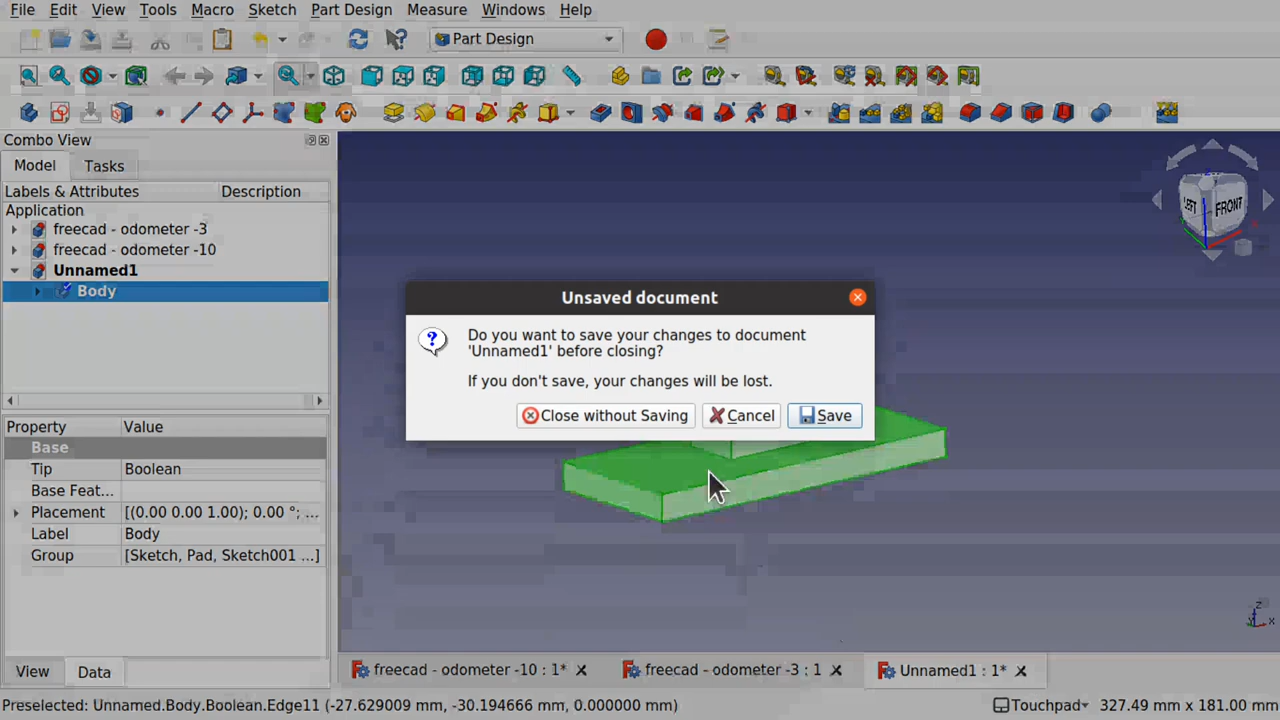 File Edit View Tools Macro Sketch Part Design Measure Windows Help
Part Design
Combo View
Model Tasks
Labels & Attributes Description
Application
freecad - odometer -3
freecad - odometer -10
Unnamed1
Body
Property Value
Base
Tip Boolean
Base Feat...
Placement [(0.00 0.00 1.00); 0.00 °; ...
Label Body
Group [Sketch, Pad, Sketch001 ...]
View Data
LEFT FRONT
Unsaved document
Do you want to save your changes to document
'Unnamed1' before closing?
If you don't save, your changes will be lost.
Close without Saving Cancel Save
z
x
freecad - odometer -10 : 1* freecad - odometer -3 : 1 Unnamed1 : 1*
Preselected: Unnamed.Body.Boolean.Edge11 (-27.629009 mm, -30.194666 mm, 0.000000 mm) Touchpad 327.49 mm x 181.00 mm